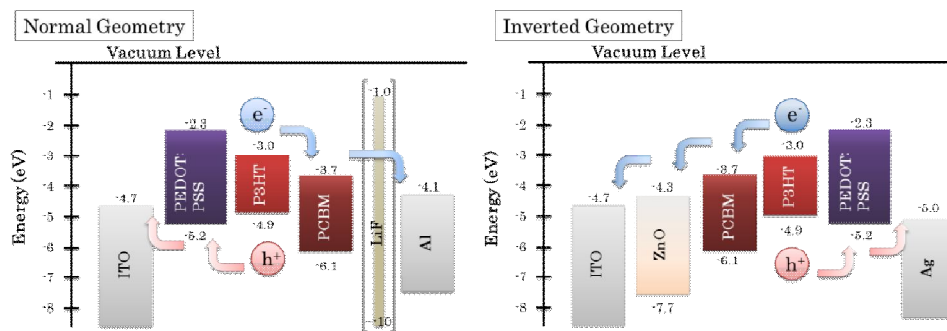 Normal Geometry
Vacuum Level
Energy (eV)
-1
-2
-3
-4
-5
-6
-7
-8
-4.7
ITO
-2.3
PEDOT:
PSS
-5.2
e-
h+
-3.0
P3HT
-4.9
-3.7
PCBM
-6.1
-1.0
LiF
-10
-4.1
Al
Inverted Geometry
Vacuum Level
Energy (eV)
-1
-2
-3
-4
-5
-6
-7
-8
-4.7
ITO
-4.3
ZnO
-7.7
-3.7
PCBM
-6.1
e-
h+
-3.0
P3HT
-4.9
-2.3
PEDOT:
PSS
-5.2
-5.0
Ag